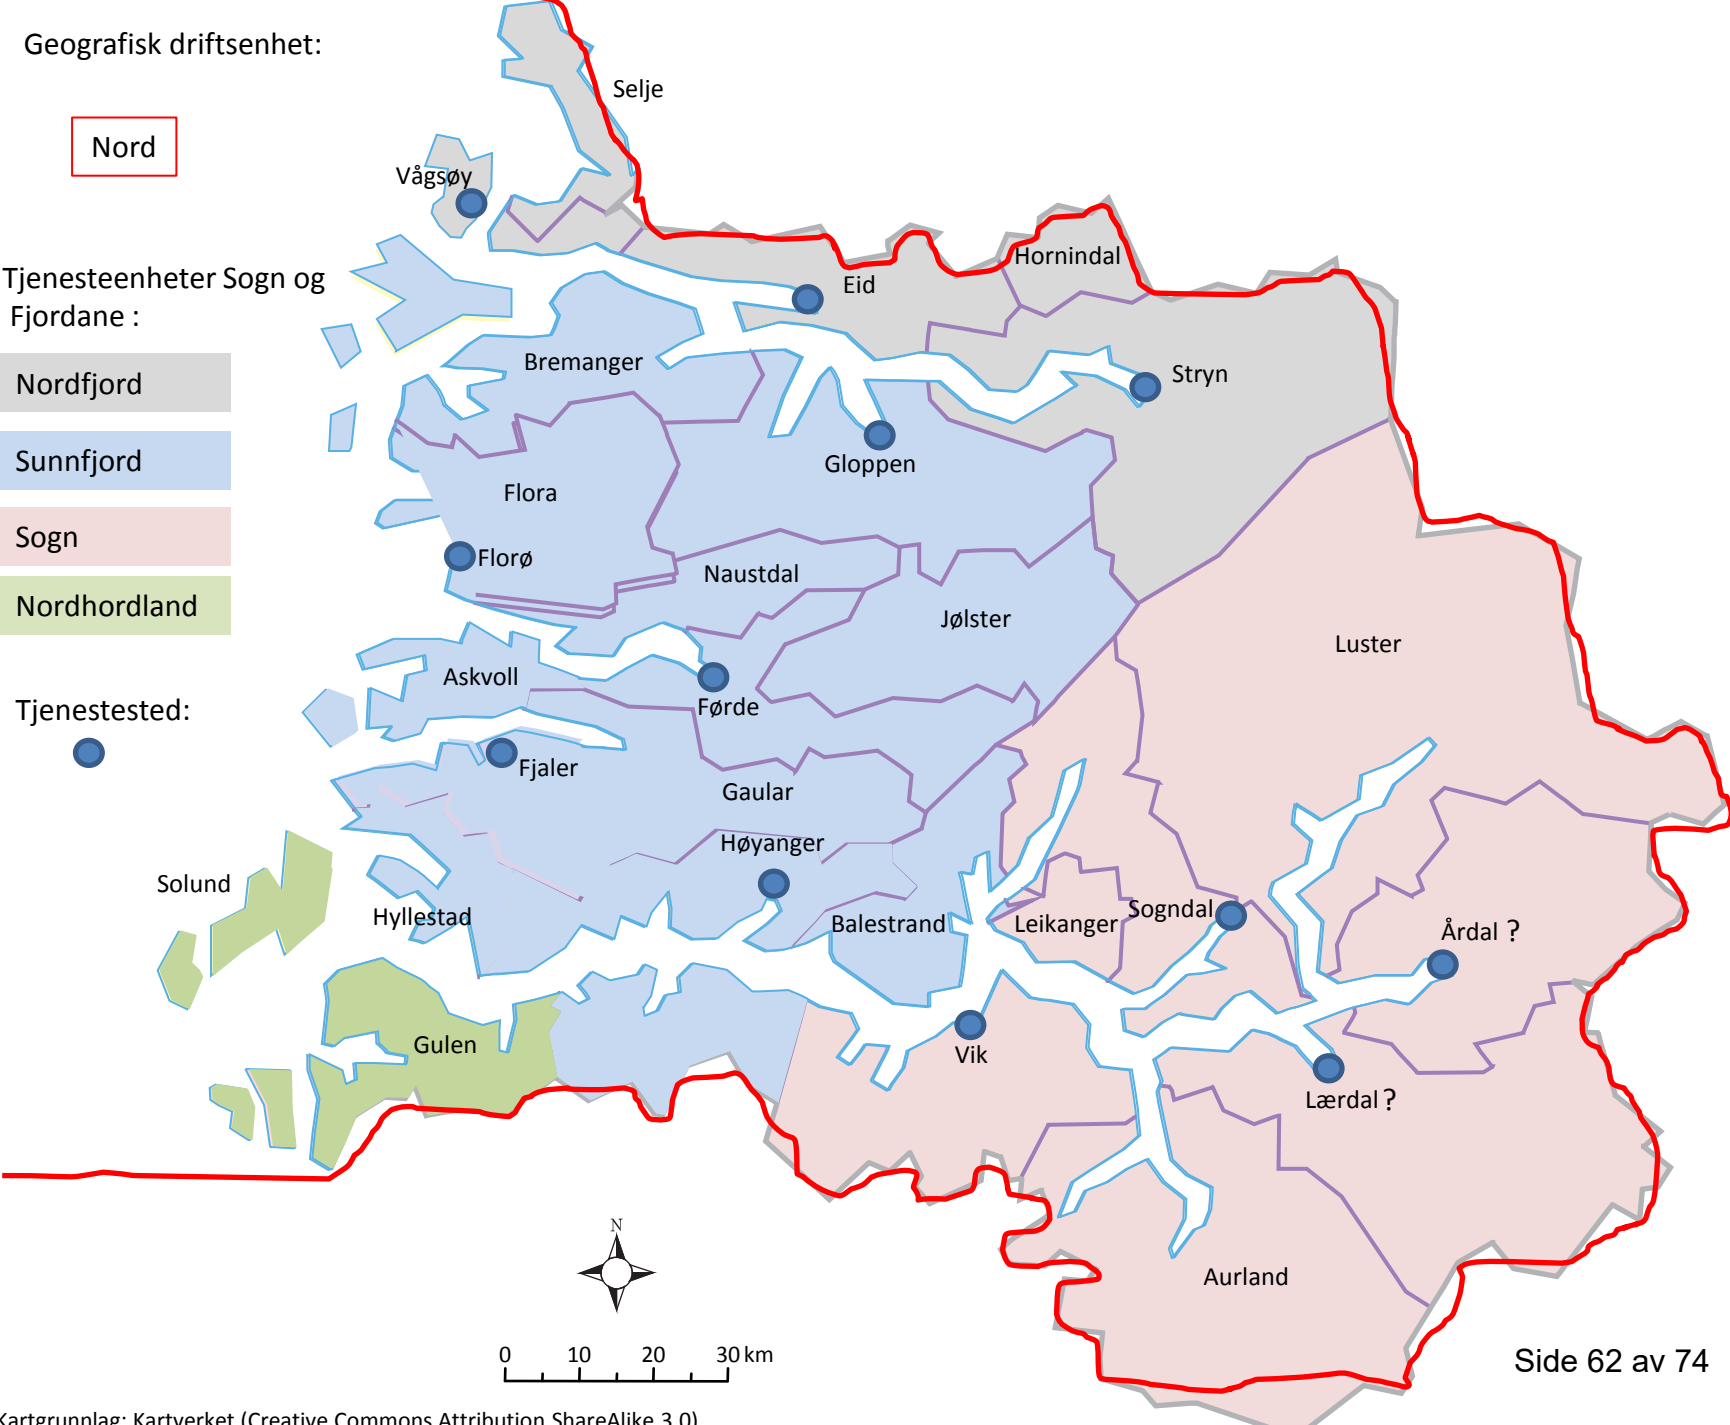 Geografisk driftsenhet:
Nord
Tjenesteenheter Sogn og
Fjordane :
Nordfjord
Sunnfjord
Sogn
Nordhordland
Tjenestested:
Selje
Vågsøy
Hornindal
Eid
Bremanger
Stryn
Gloppen
Flora
Florø
Naustdal
Jølster
Luster
Askvoll
Førde
Fjaler
Gaular
Høyanger
Solund
Hyllestad
Balestrand
Leikanger
Sogndal
Årdal ?
Gulen
Vik
Lærdal ?
Aurland
N
0 10 20 30 km
Side 62 av 74
Kartgrunnlag: Kartverket (Creative Commons Attribution ShareAlike 3.0)